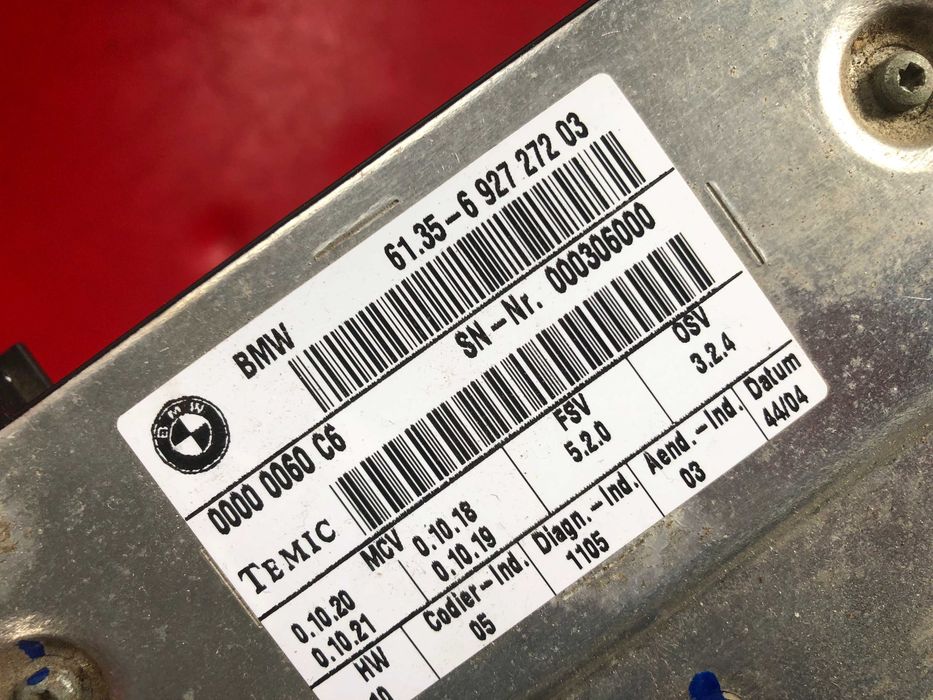 BMW 61.35-6 927 272 03
BMW
0000 0060 C6 SN-Nr. 000306000
TEMIC
MCV FSV OSV
0.10.20 0.10.18 5.2.0 3.2.4
0.10.21 0.10.19
HW Codier-Ind. Diagn.-Ind. Aend.-Ind. Datum
10 05 1105 03 44/04